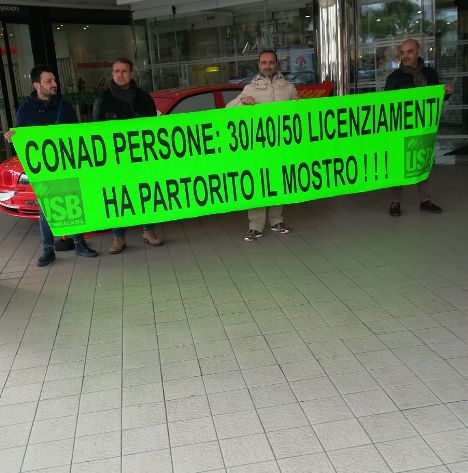 CONAD PERSONE: 30/40/50 LICENZIAMENTI
HA PARTORITO IL MOSTRO ! ! !
USB
USB